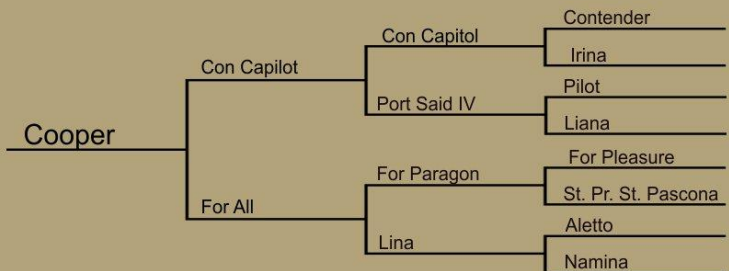 Contender
Con Capitol
Irina
Con Capilot
Pilot
Port Said IV
Liana
Cooper
For Pleasure
For Paragon
St. Pr. St. Pascona
For All
Aletto
Lina
Namina